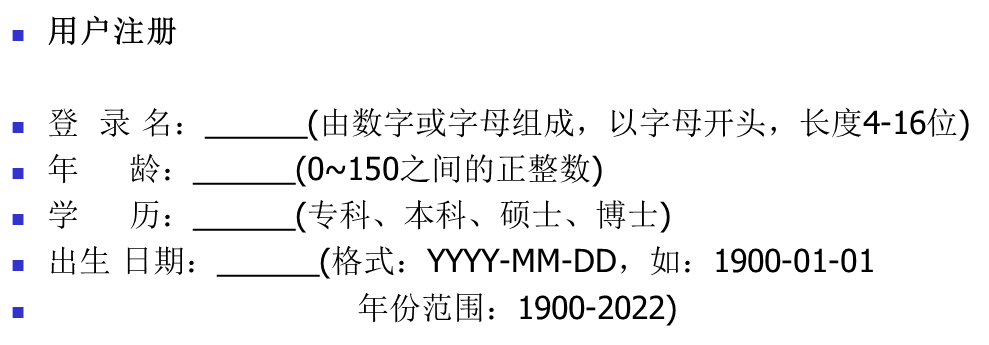 用户注册
登 录 名：______(由数字或字母组成，以字母开头，长度4-16位)
年 龄：______(0~150之间的正整数)
学 历：______(专科、本科、硕士、博士)
出生 日期：______(格式：YYYY-MM-DD，如：1900-01-01
年份范围：1900-2022)